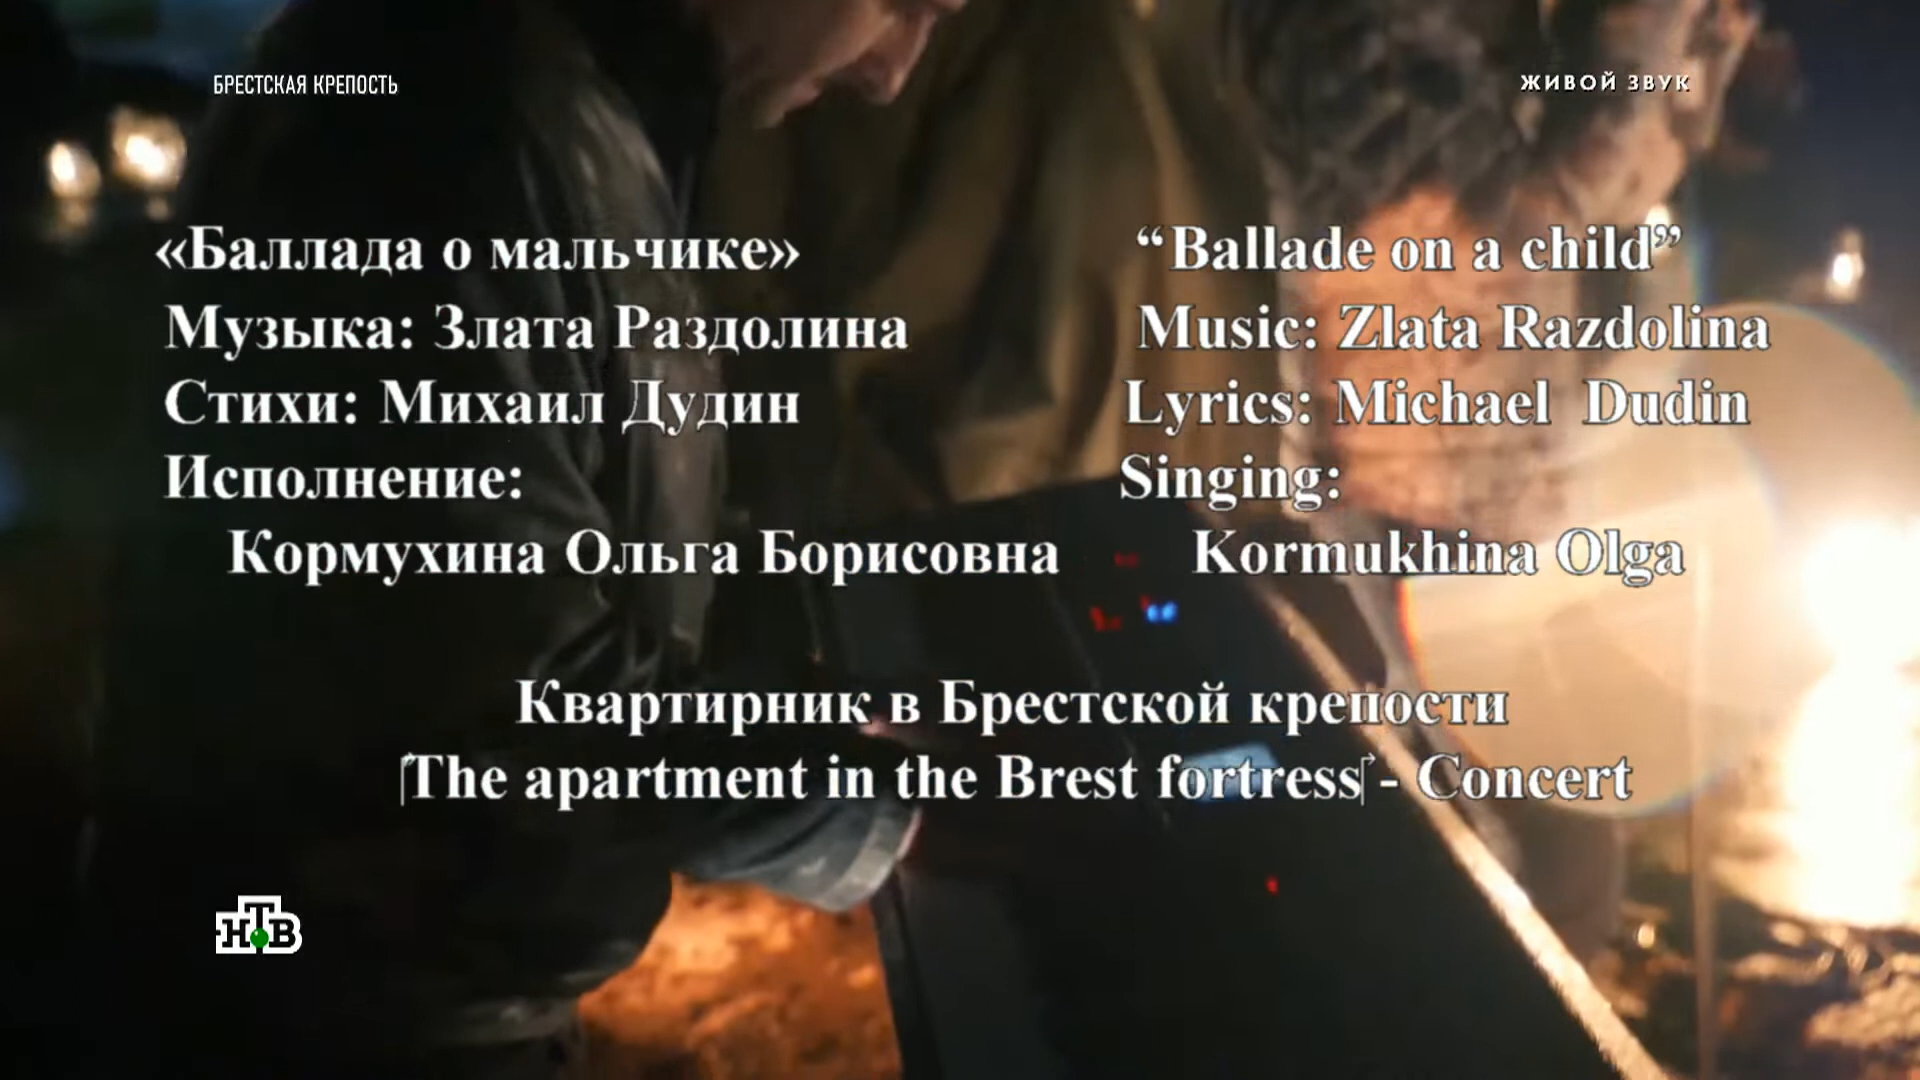 БРЕСТСКАЯ КРЕПОСТЬ
ЖИВОЙ ЗВУК
«Баллада о мальчике»
Музыка: Злата Раздолина
Стихи: Михаил Дудин
Исполнение:
Кормухина Ольга Борисовна
“Ballade on a child”
Music: Zlata Razdolina
Lyrics: Michael Dudin
Singing:
Kormukhina Olga
Квартирник в Брестской крепости
The apartment in the Brest fortress - Concert
НТВ